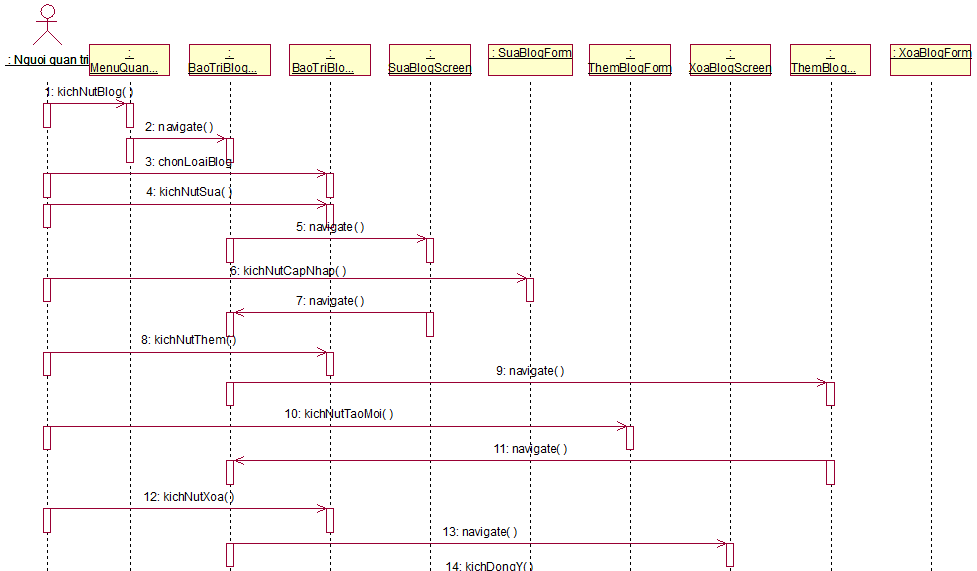 : Nguoi quan tri
:
MenuQuan...
:
BaoTriBlog...
:
BaoTriBlo...
:
SuaBlogScreen
: SuaBlogForm
:
ThemBlogForm
:
XoaBlogScreen
:
ThemBlog...
: XoaBlogForm
1: kichNutBlog( )
2: navigate( )
3: chonLoaiBlog
4: kichNutSua( )
5: navigate( )
6: kichNutCapNhap( )
7: navigate( )
8: kichNutThem( )
9: navigate( )
10: kichNutTaoMoi( )
11: navigate( )
12: kichNutXoa( )
13: navigate( )
14: kichDongY( )